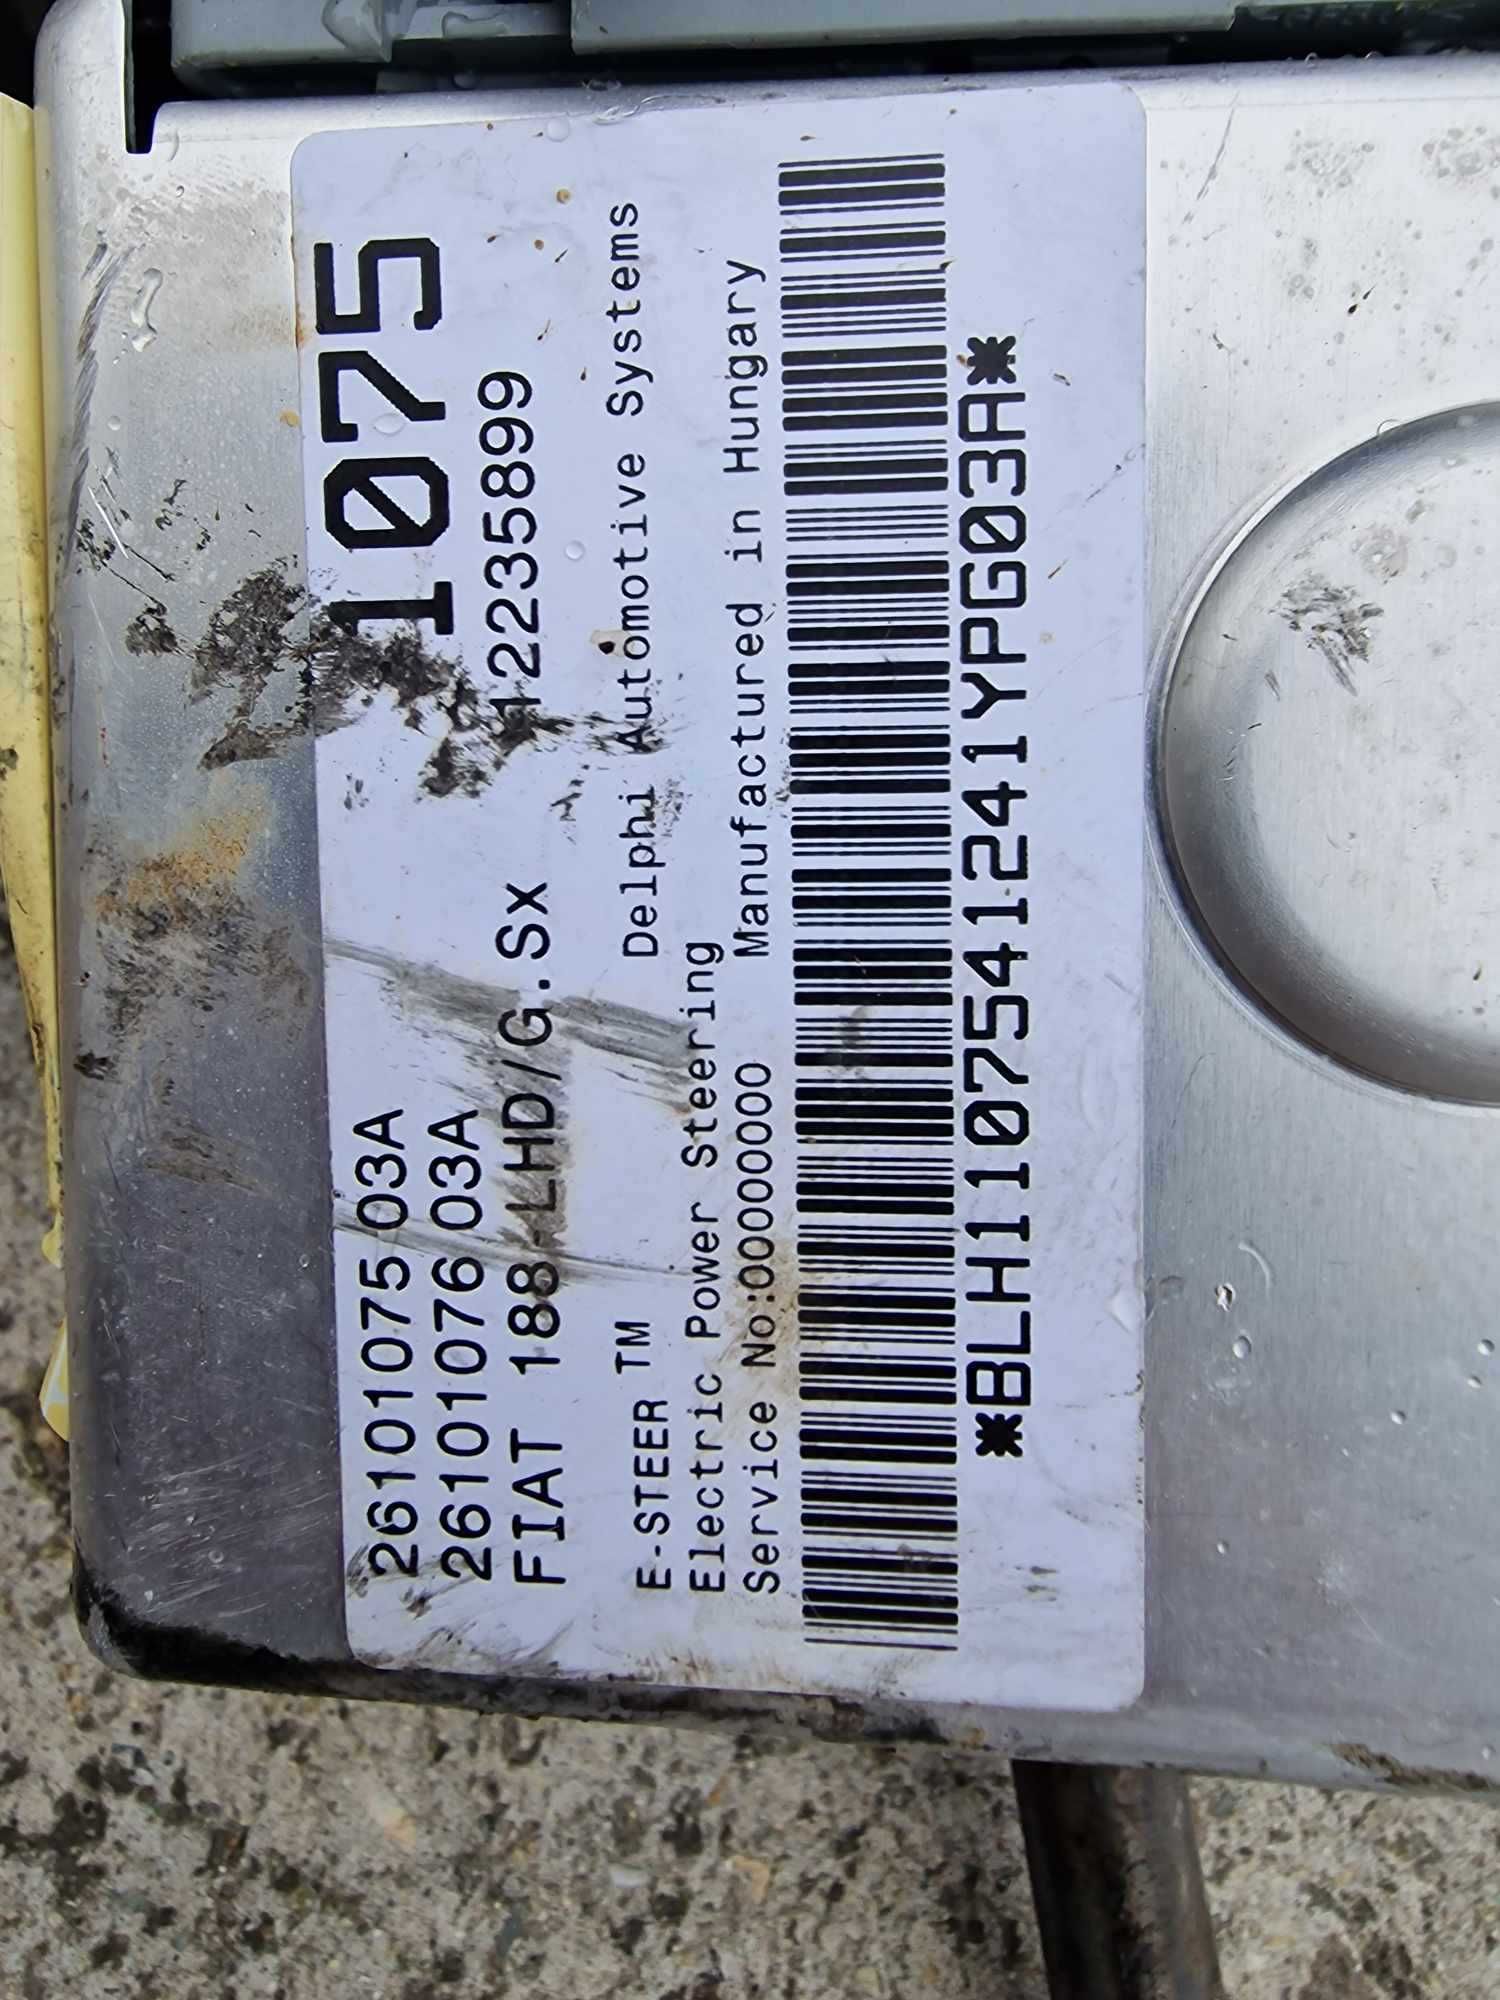 26101075 03A 1075
26101076 03A
FIAT 188-LHD/G.Sx 12235899
E-STEER TM Delphi Automotive Systems
Electric Power Steering
Service No:000000000 Manufactured in Hungary
*BLH1107541241YPG03A*